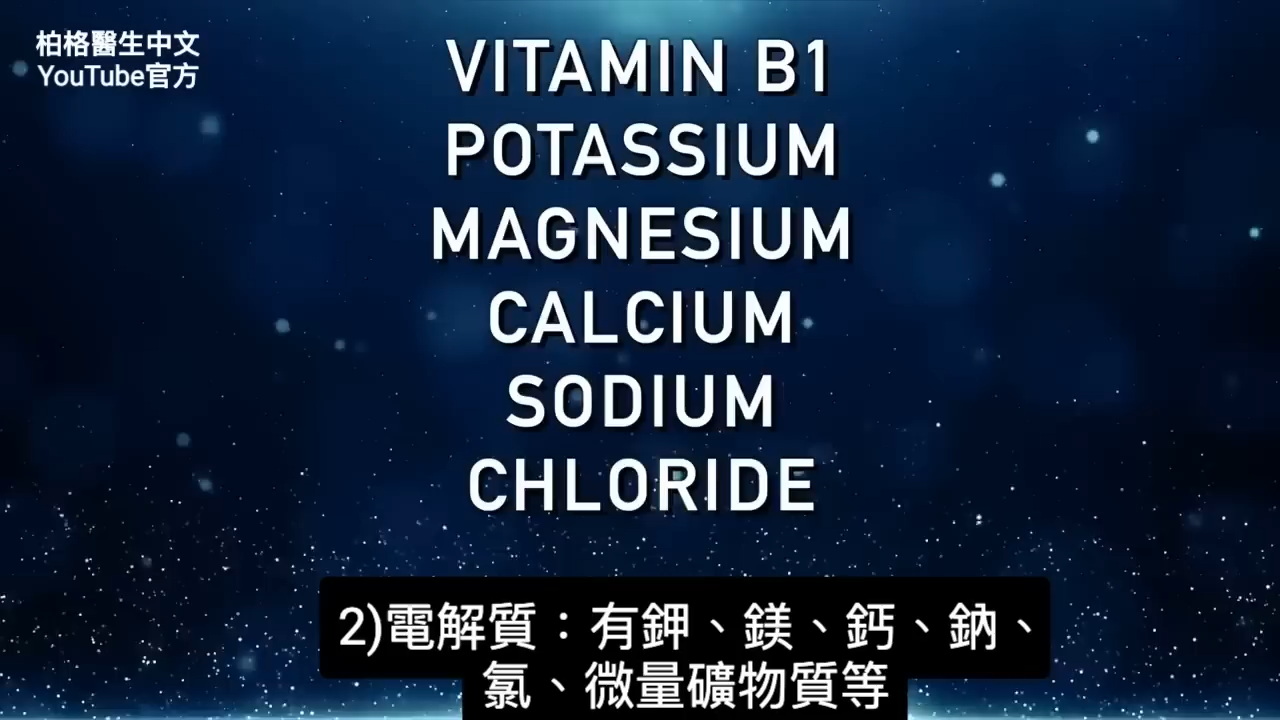 柏格醫生中文
YouTube官方
VITAMIN B1
POTASSIUM
MAGNESIUM
CALCIUM
SODIUM
CHLORIDE
2)電解質：有鉀、鎂、鈣、鈉、
氯、微量礦物質等